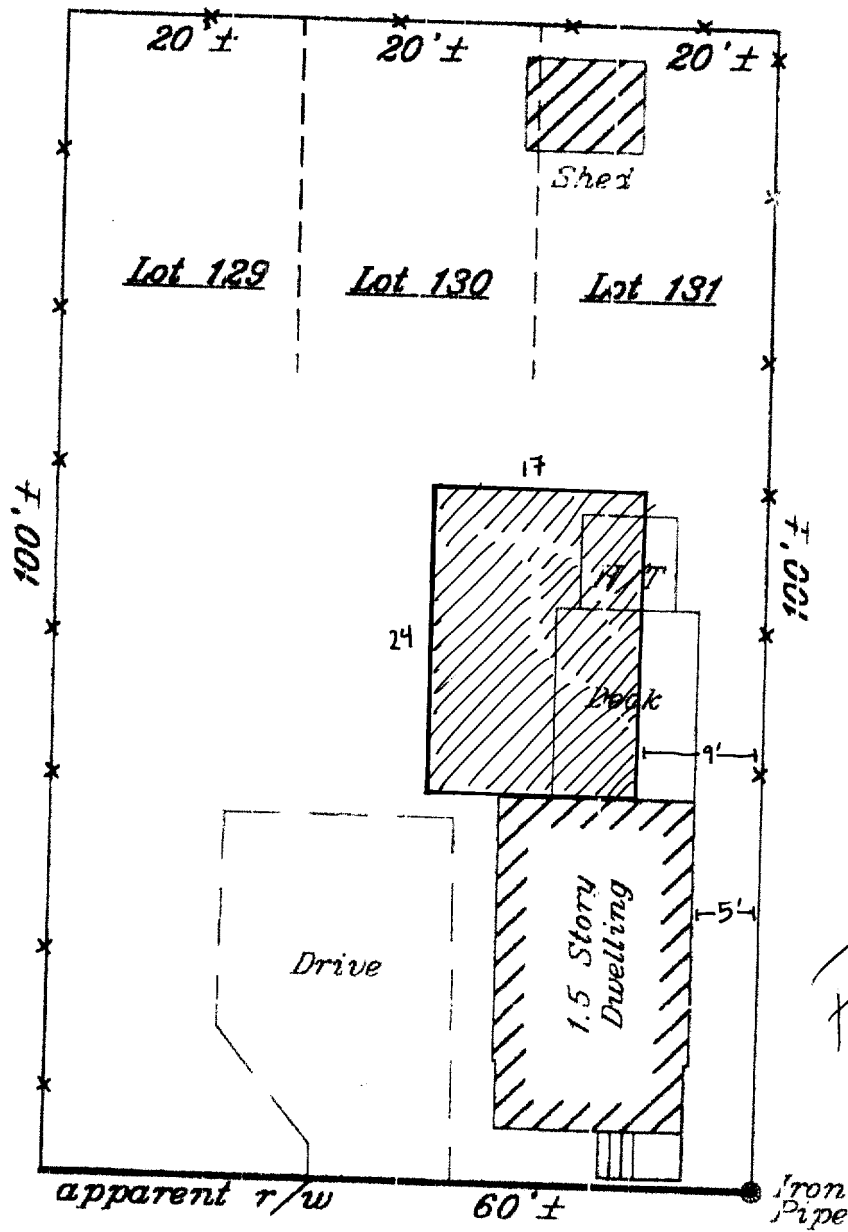 20'± 20'± 20'±
Shed
Lot 129 Lot 130 Lot 131
17
100'±
100'±
H/T
24
Deck
9'
1.5 Story
Dwelling
5'
Drive
apparent r/w 60'± Iron
Pipe